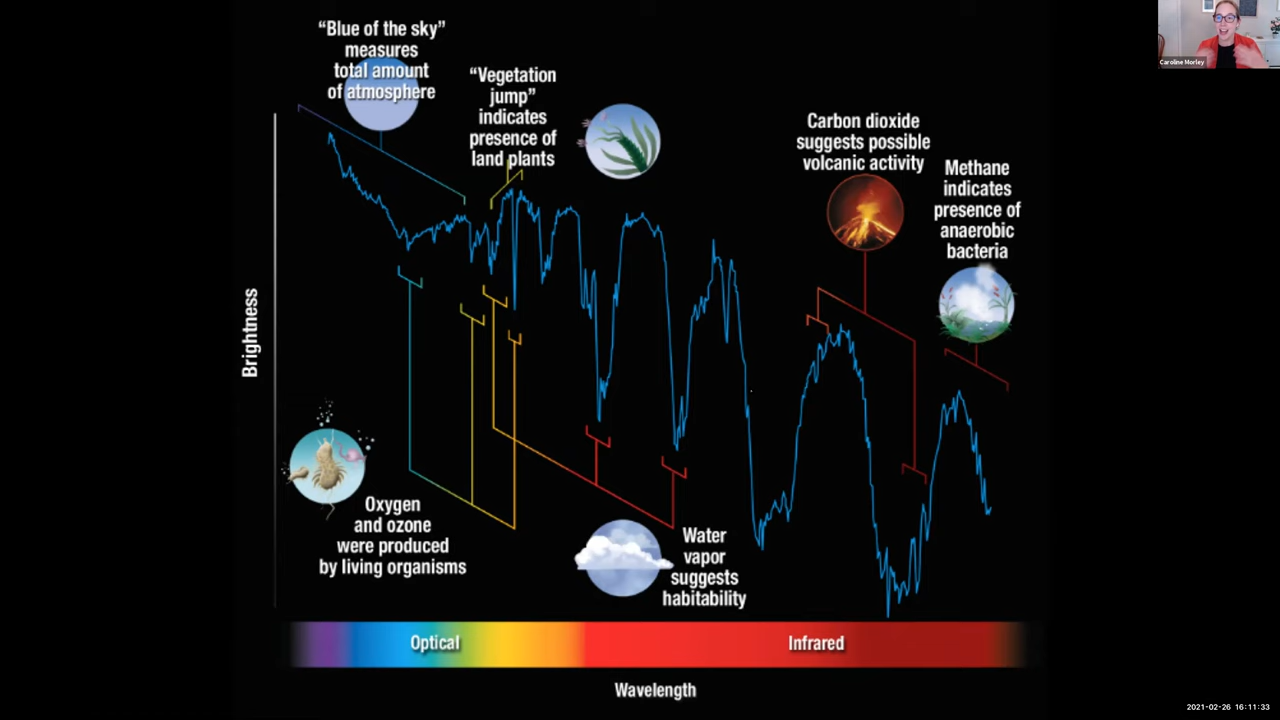 “Blue of the sky”
measures
total amount
of atmosphere
“Vegetation
jump”
indicates
presence of
land plants
Carbon dioxide
suggests possible
volcanic activity
Methane
indicates
presence of
anaerobic
bacteria
Caroline Morley
Brightness
Oxygen
and ozone
were produced
by living organisms
Water
vapor
suggests
habitability
Optical
Infrared
Wavelength
2021-02-26 16:11:33